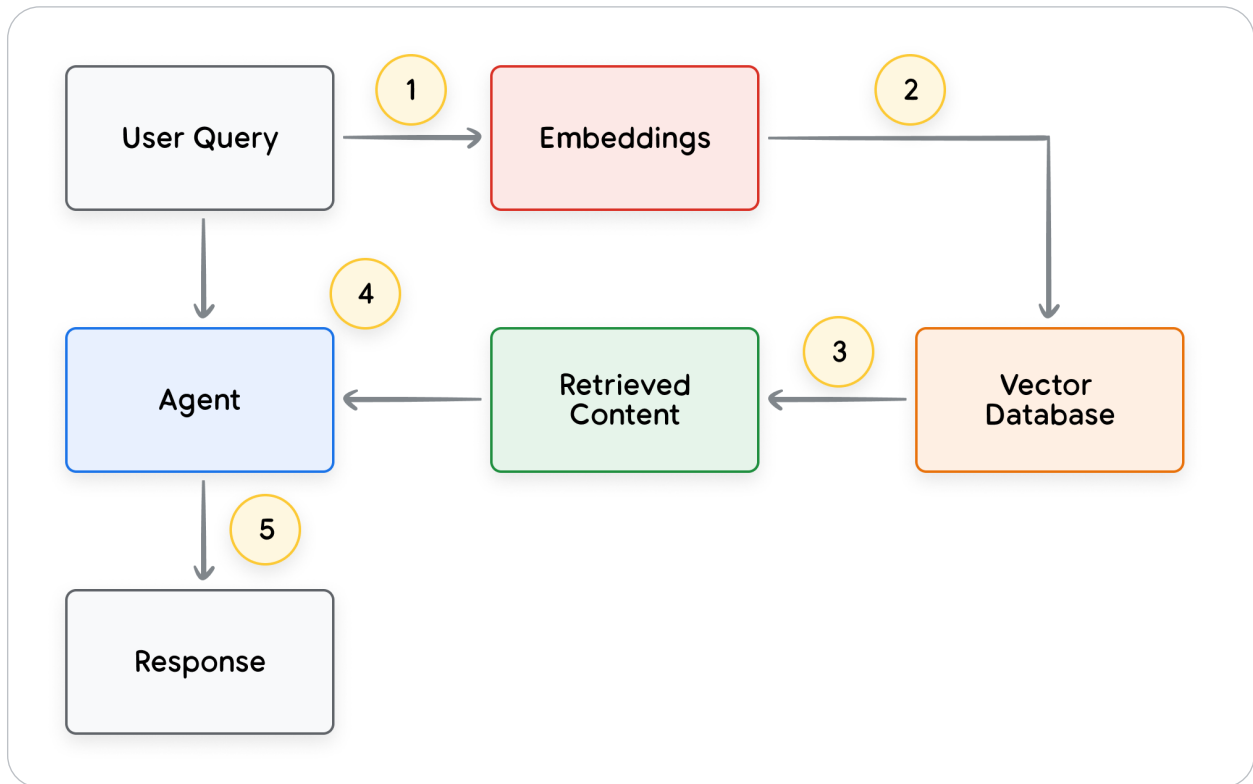 User Query
1
Embeddings
2
4
Agent
Retrieved
Content
3
Vector
Database
5
Response